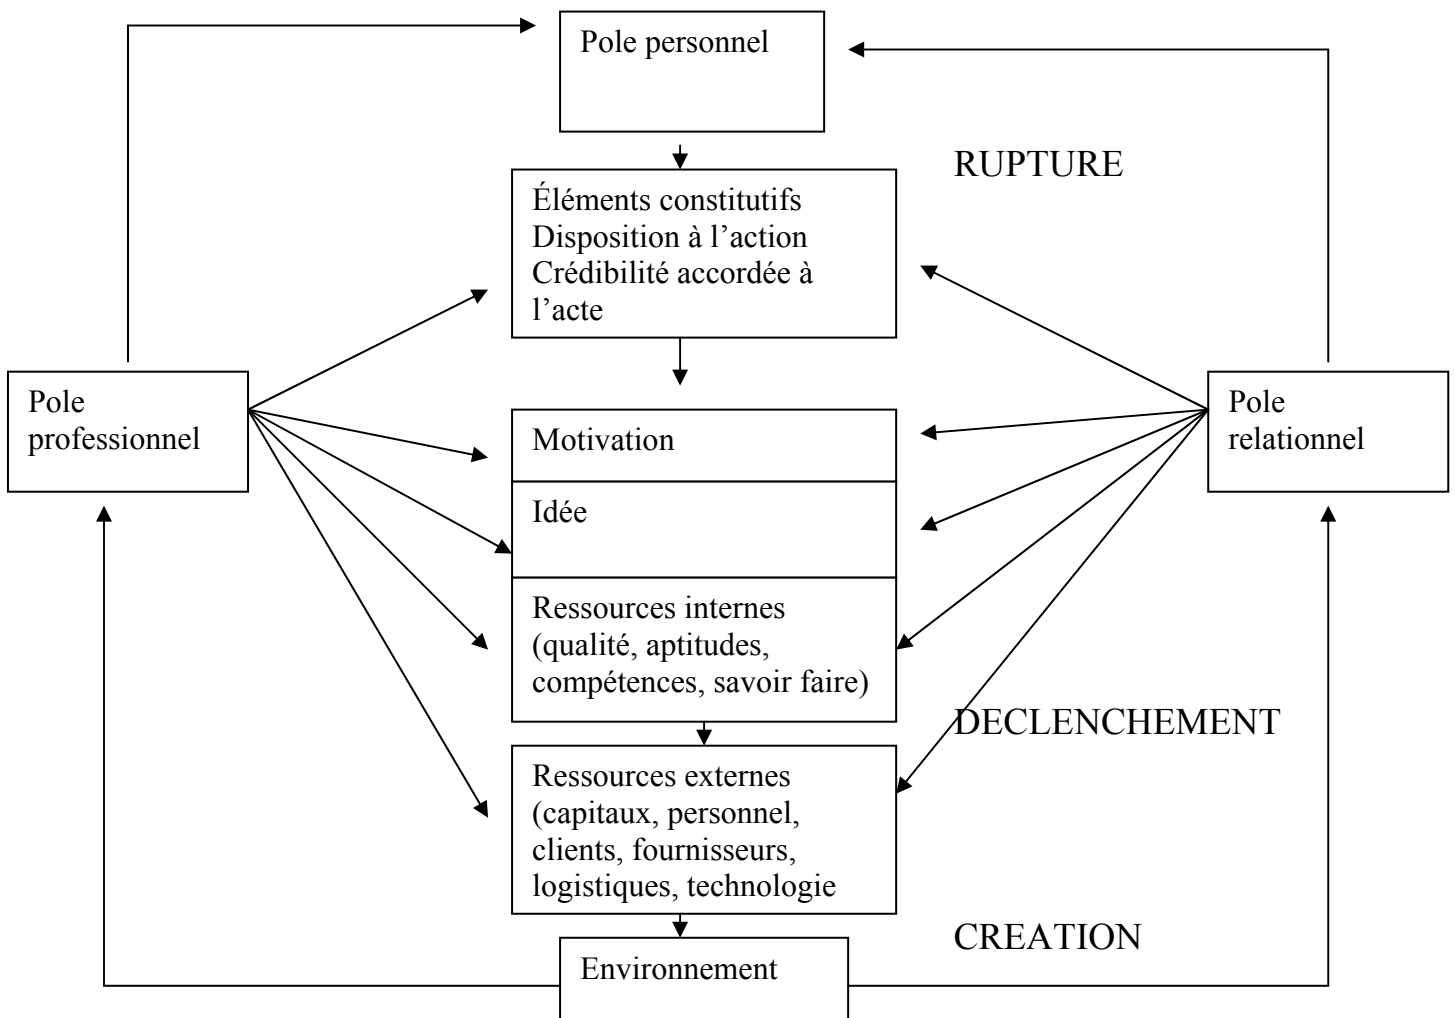 Pole personnel
RUPTURE
Éléments constitutifs
Disposition à l’action
Crédibilité accordée à
l’acte
Pole
professionnel
Pole
relationnel
Motivation
Idée
Ressources internes
(qualité, aptitudes,
compétences, savoir faire)
DECLENCHEMENT
Ressources externes
(capitaux, personnel,
clients, fournisseurs,
logistiques, technologie
CREATION
Environnement